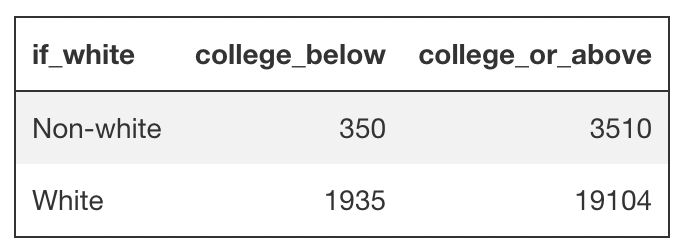 if_white college_below college_or_above
Non-white 350 3510
White 1935 19104